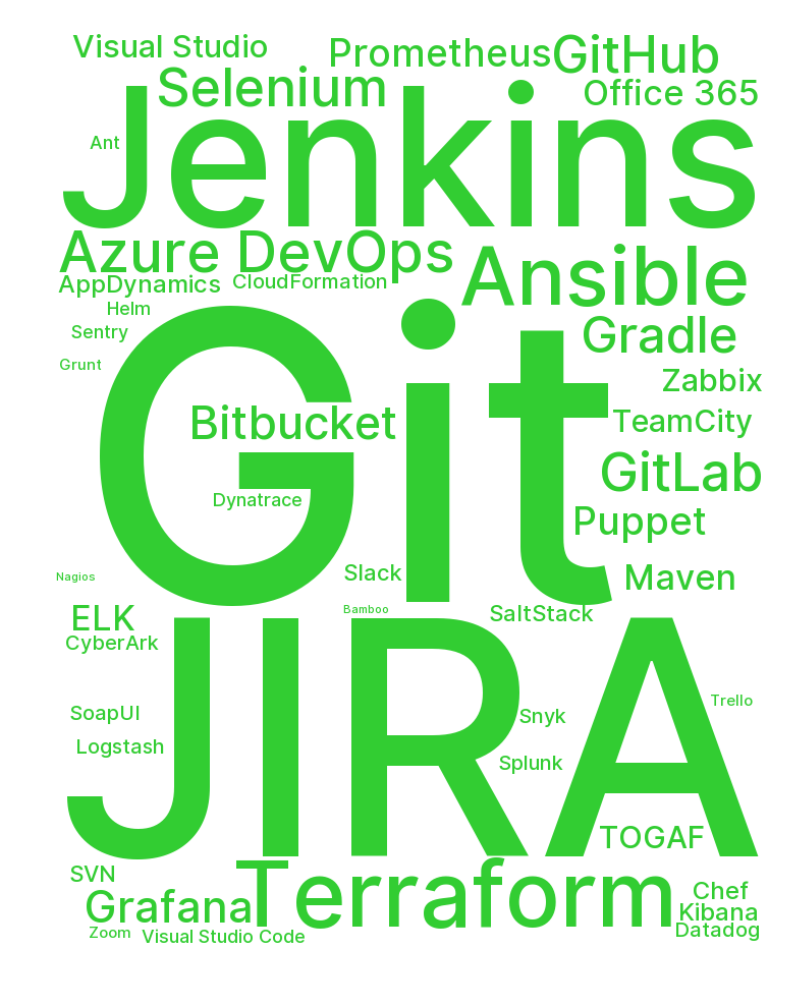 Visual Studio
Prometheus
GitHub
Selenium
Office 365
Jenkins
Ant
Azure DevOps
Ansible
AppDynamics
CloudFormation
Helm
Sentry
Gradle
Grunt
Zabbix
Git
Bitbucket
TeamCity
GitLab
Dynatrace
Puppet
Slack
Nagios
Maven
Bamboo
SaltStack
ELK
CyberArk
JIRA
Trello
SoapUI
Snyk
Logstash
Splunk
TOGAF
SVN
Terraform
Chef
Grafana
Kibana
Zoom
Visual Studio Code
Datadog